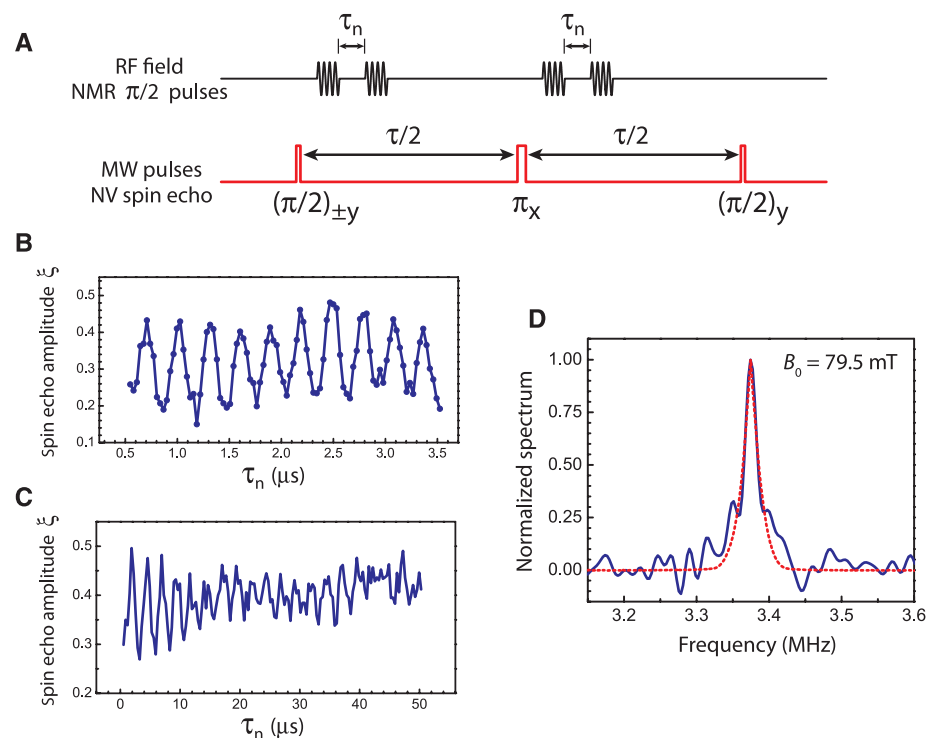 A
RF field
NMR π/2 pulses
τn
τn
MW pulses
NV spin echo
τ/2
τ/2
(π/2)±y
πx
(π/2)y
B
spin echo amplitude ξ
0.5
0.4
0.3
0.2
0.1
0.5 1.0 1.5 2.0 2.5 3.0 3.5
τn (μs)
C
spin echo amplitude ξ
0.5
0.4
0.3
0.2
0 10 20 30 40 50
τn (μs)
D
B0 = 79.5 mT
Normalized spectrum
1.00
0.75
0.50
0.25
0.00
3.2 3.3 3.4 3.5 3.6
Frequency (MHz)